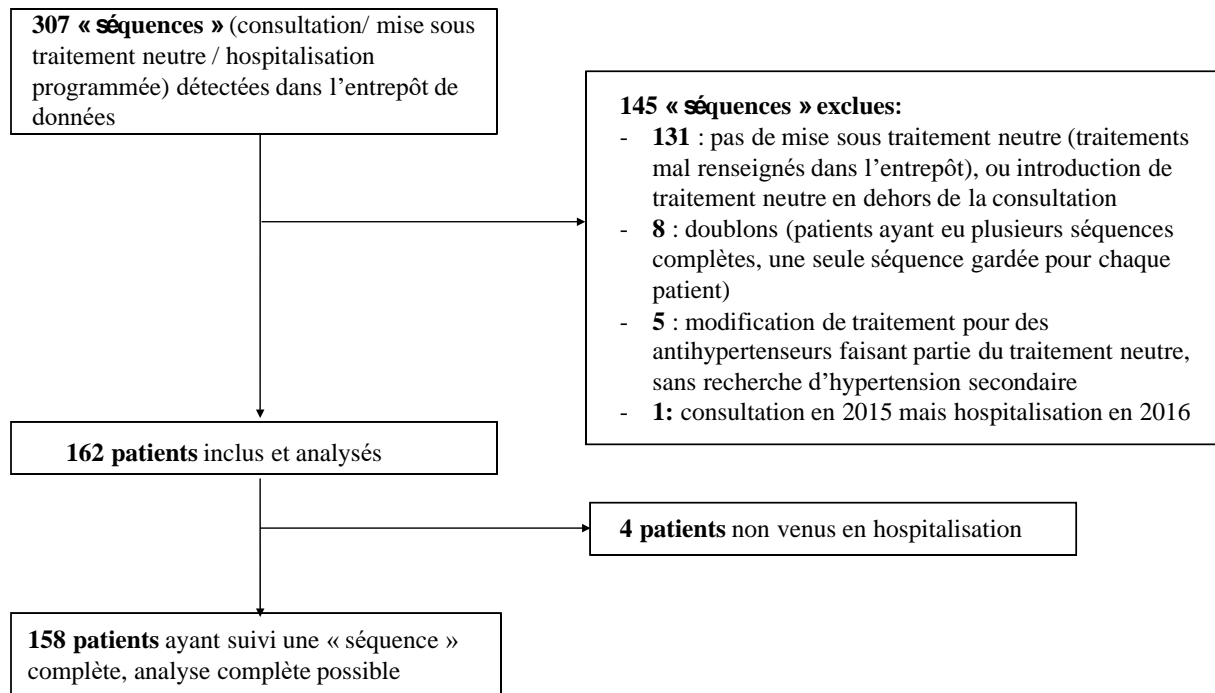 307 « séquences » (consultation/ mise sous
traitement neutre / hospitalisation
programmée) détectées dans l’entrepôt de
données
145 « séquences » exclues:
- 131 : pas de mise sous traitement neutre (traitements
mal renseignés dans l’entrepôt), ou introduction de
traitement neutre en dehors de la consultation
- 8 : doublons (patients ayant eu plusieurs séquences
complètes, une seule séquence gardée pour chaque
patient)
- 5 : modification de traitement pour des
antihypertenseurs faisant partie du traitement neutre,
sans recherche d’hypertension secondaire
- 1: consultation en 2015 mais hospitalisation en 2016
162 patients inclus et analysés
4 patients non venus en hospitalisation
158 patients ayant suivi une « séquence »
complète, analyse complète possible